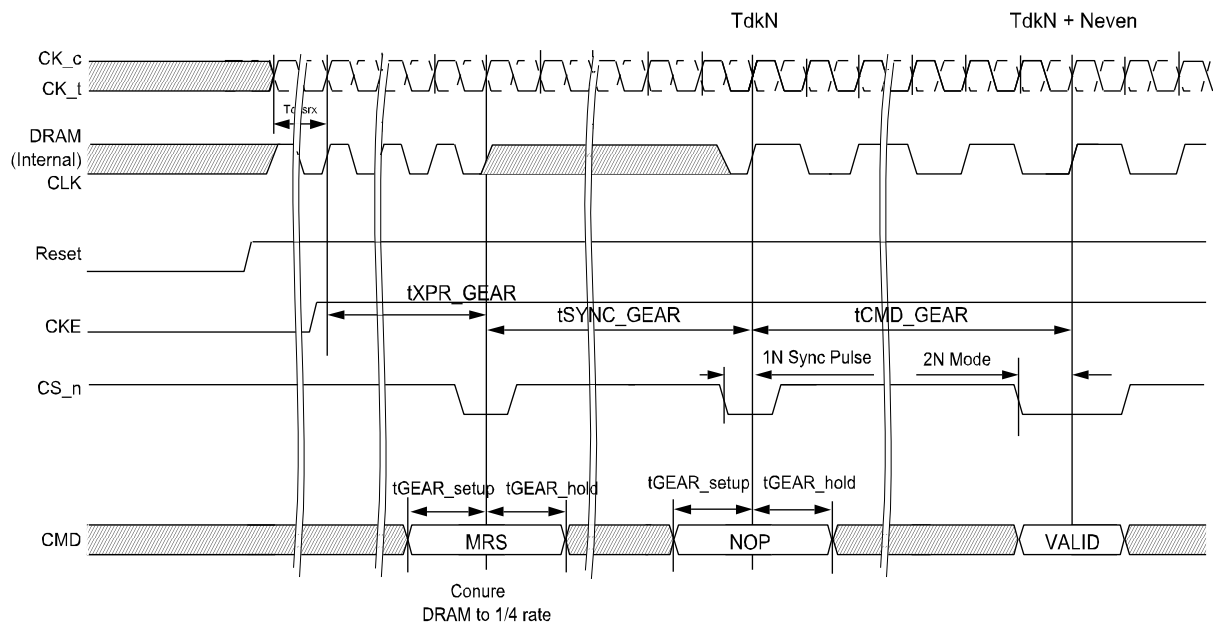 TdkN
TdkN + Neven
CK_c
CK_t
DRAM
(Internal)
CLK
Reset
tXPR_GEAR
CKE
tSYNC_GEAR
tCMD_GEAR
1N Sync Pulse
2N Mode
CS_n
tGEAR_setup
tGEAR_hold
tGEAR_setup
tGEAR_hold
CMD
MRS
NOP
VALID
Conure
DRAM to 1/4 rate